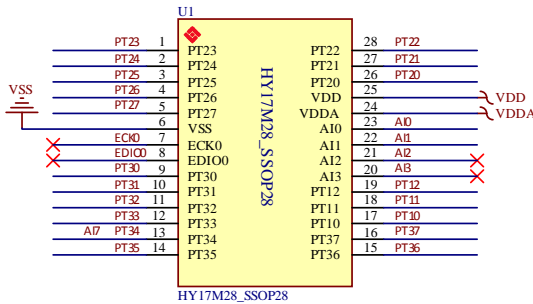 U1
PT23 1 PT23 PT22 28 PT22
PT24 2 PT24 PT21 27 PT21
PT25 3 PT25 PT20 26 PT20
PT26 4 PT26 VDD 25 VDD
PT27 5 PT27 VDDA 24 VDDA
VSS 6 VSS AI0 23 AI0
ECK0 7 ECK0 AI1 22 AI1
EDIO0 8 EDIO0 AI2 21 AI2
PT30 9 PT30 AI3 20 AI3
PT31 10 PT31 PT12 19 PT12
PT32 11 PT32 PT11 18 PT11
PT33 12 PT33 PT10 17 PT10
AI7 PT34 13 PT34 PT37 16 PT37
PT35 14 PT35 PT36 15 PT36
HY17M28_SSOP28
HY17M28_SSOP28